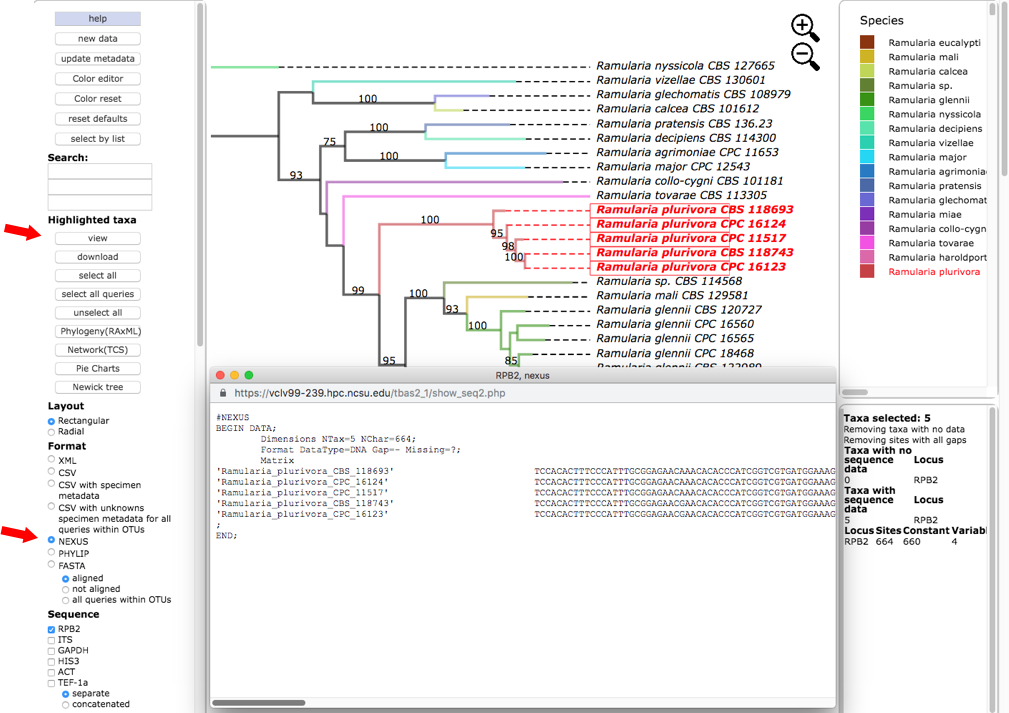 help
new data
update metadata
Color editor
Color reset
reset defaults
select by list
Search:
Highlighted taxa
view
download
select all
select all queries
unselect all
Phylogeny(RAxML)
Network(TCS)
Pie Charts
Newick tree
Layout
Rectangular
Radial
Format
XML
CSV
CSV with specimen
metadata
CSV with unknowns
specimen metadata for all
queries within OTUs
NEXUS
PHYLIP
FASTA
aligned
not aligned
all queries within OTUs
Sequence
RPB2
ITS
GAPDH
HIS3
ACT
TEF-1a
separate
concatenated
Ramularia nyssicola CBS 127665
Ramularia vizellae CBS 130601
100
Ramularia glechomatis CBS 108979
Ramularia calcea CBS 101612
100
Ramularia pratensis CBS 136.23
75
Ramularia decipiens CBS 114300
100
Ramularia agrimoniae CPC 11653
Ramularia major CPC 12543
93
Ramularia collo-cygni CBS 101181
Ramularia tovarae CBS 113305
Ramularia plurivora CBS 118693
100
Ramularia plurivora CPC 16124
95
Ramularia plurivora CPC 11517
98
Ramularia plurivora CBS 118743
100
Ramularia plurivora CPC 16123
Ramularia sp. CBS 114568
99
100
Ramularia mali CBS 129581
93
Ramularia glennii CBS 120727
100
Ramularia glennii CPC 16560
Ramularia glennii CPC 16565
Ramularia glennii CPC 18468
95
85
RPB2, nexus
https://vclv99-239.hpc.ncsu.edu/tbas2_1/show_seq2.php
#NEXUS
BEGIN DATA;
Dimensions NTax=5 NChar=664;
Format DataType=DNA Gap=- Missing=?;
Matrix
'Ramularia_plurivora_CBS_118693' TCCACACTTTCCCATTTGCGGAGAACAAACACACCCATCGGTCGTGATGGAAAG
'Ramularia_plurivora_CPC_16124' TCCACACTTTCCCATTTGCGGAGAACAAACACACCCATCGGTCGTGATGGAAAG
'Ramularia_plurivora_CPC_11517' TCCACACTTTCCCATTTGCGGAGAACGAACACACCCATCGGTCGTGATGGAAAG
'Ramularia_plurivora_CBS_118743' TCCACACTTTCCCATTTGCGGAGAACGAACACACCCATCGGTCGTGATGGAAAG
'Ramularia_plurivora_CPC_16123' TCCACACTTTCCCATTTGCGGAGAACGAACACACCCATCGGTCGTGATGGAAAG
;
END;
Species
Ramularia eucalypti
Ramularia mali
Ramularia calcea
Ramularia sp.
Ramularia glennii
Ramularia nyssicola
Ramularia decipiens
Ramularia vizellae
Ramularia major
Ramularia agrimonia
Ramularia pratensis
Ramularia glechomat
Ramularia miae
Ramularia collo-cygn
Ramularia tovarae
Ramularia haroldport
Ramularia plurivora
Taxa selected: 5
Removing taxa with no data
Removing sites with all gaps
Taxa with no
sequence Locus
data
0 RPB2
Taxa with
sequence Locus
data
5 RPB2
Locus Sites Constant Variabl
RPB2 664 660 4